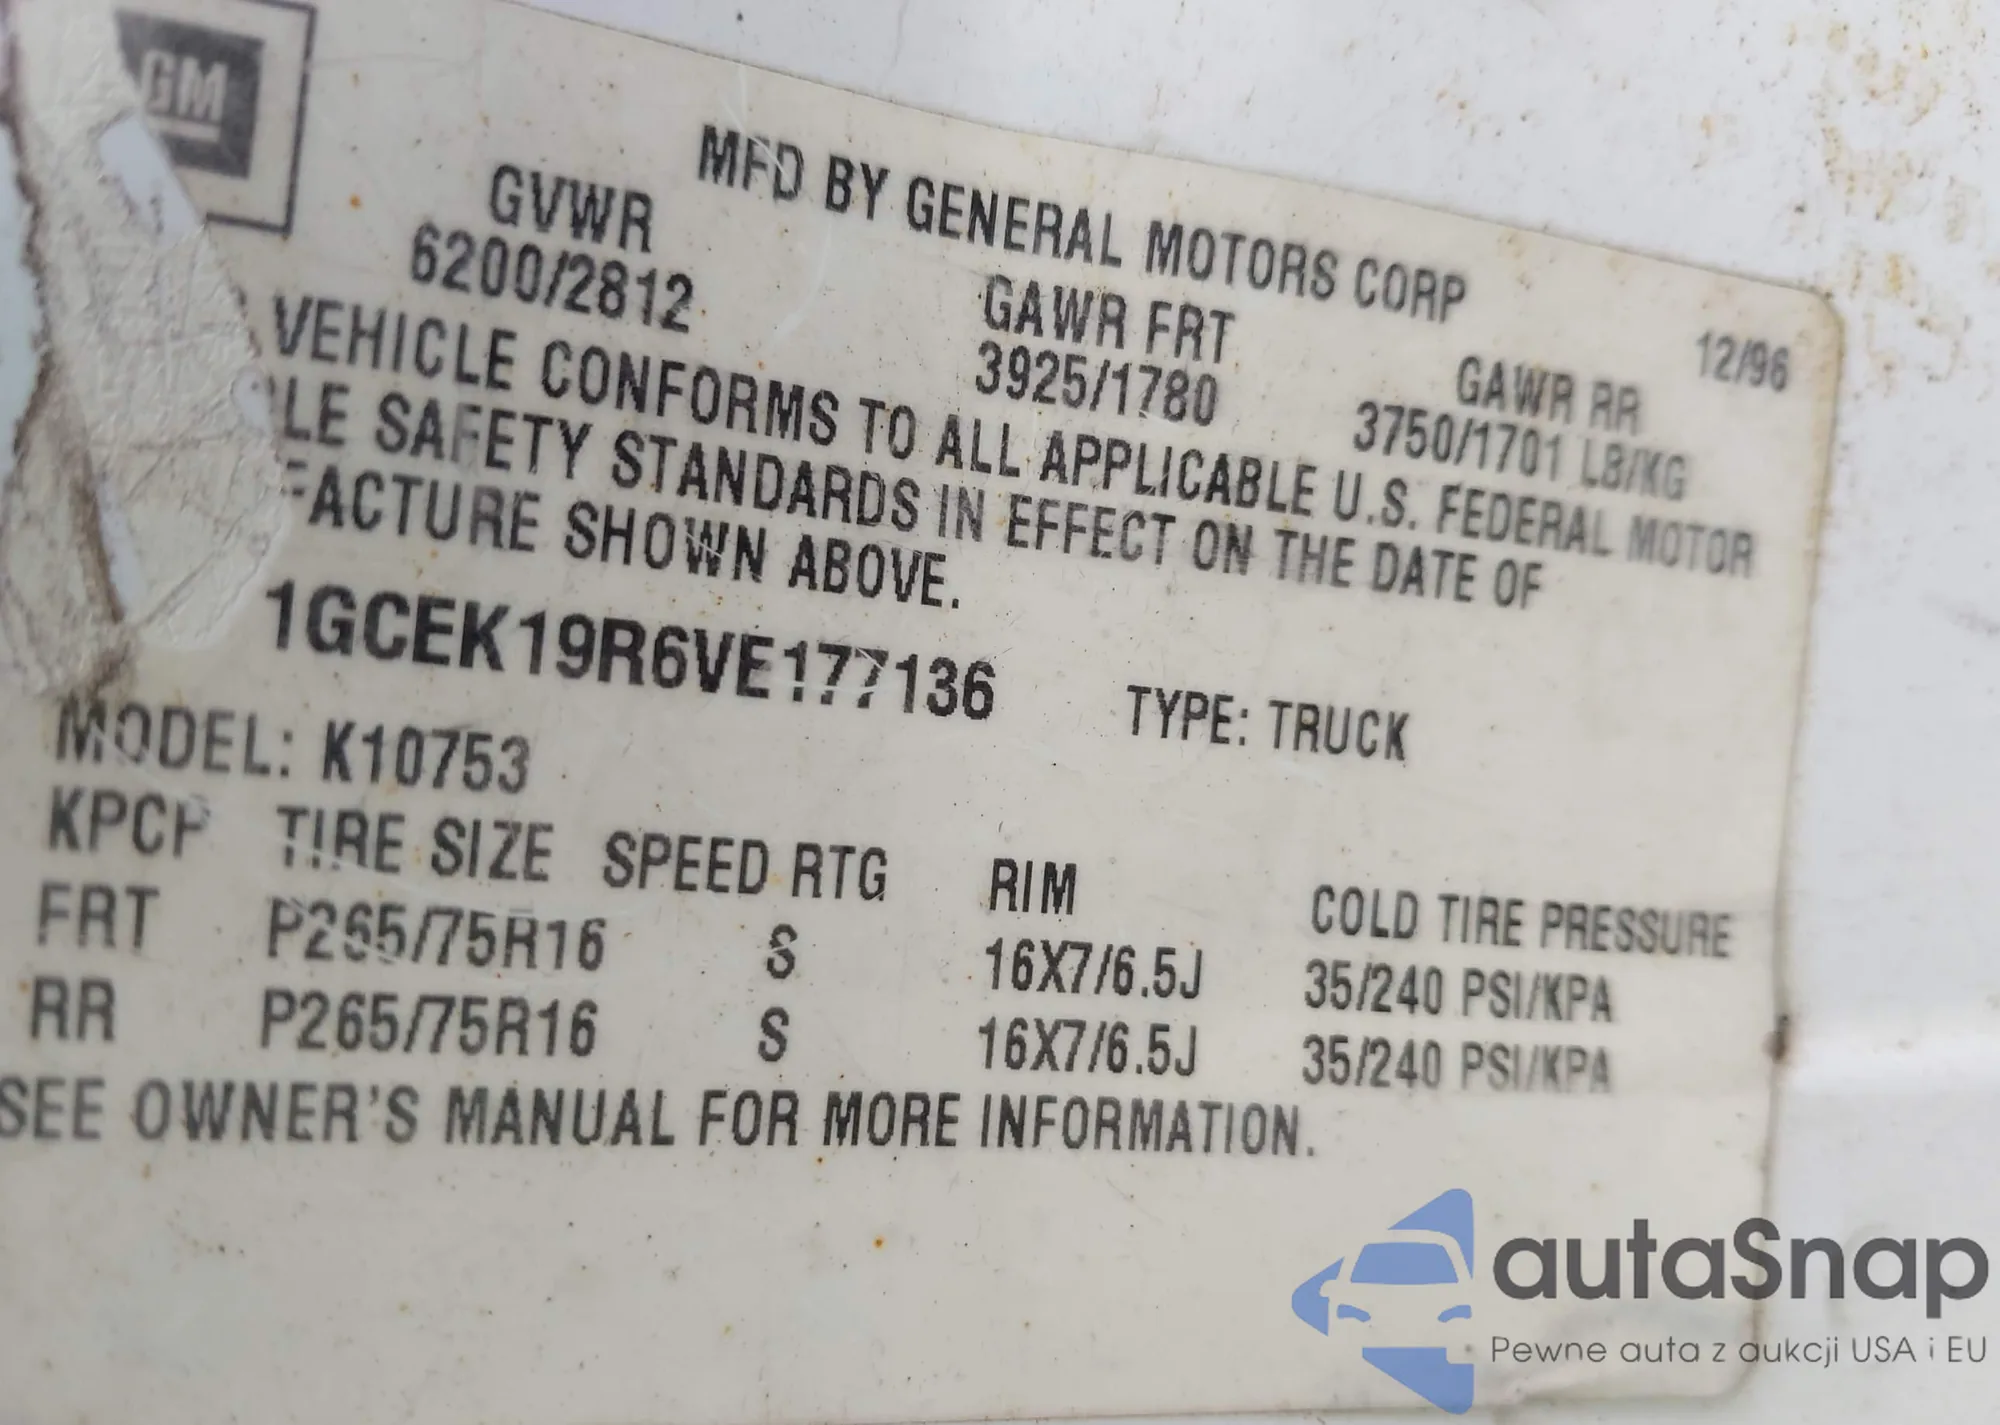 GM
MFD BY GENERAL MOTORS CORP
12/96
GVWR GAWR FRT GAWR RR
6200/2812 3925/1780 3750/1701 LB/KG
VEHICLE CONFORMS TO ALL APPLICABLE U.S. FEDERAL MOTOR
LE SAFETY STANDARDS IN EFFECT ON THE DATE OF
FACTURE SHOWN ABOVE.
1GCEK19R6VE177136 TYPE: TRUCK
MODEL: K10753
TIRE SIZE SPEED RTG RIM COLD TIRE PRESSURE
FRT P265/75R16 S 16X7/6.5J 35/240 PSI/KPA
RR P265/75R16 S 16X7/6.5J 35/240 PSI/KPA
SEE OWNER'S MANUAL FOR MORE INFORMATION.
autaSnap
Pewne auta z aukcji USA i EU